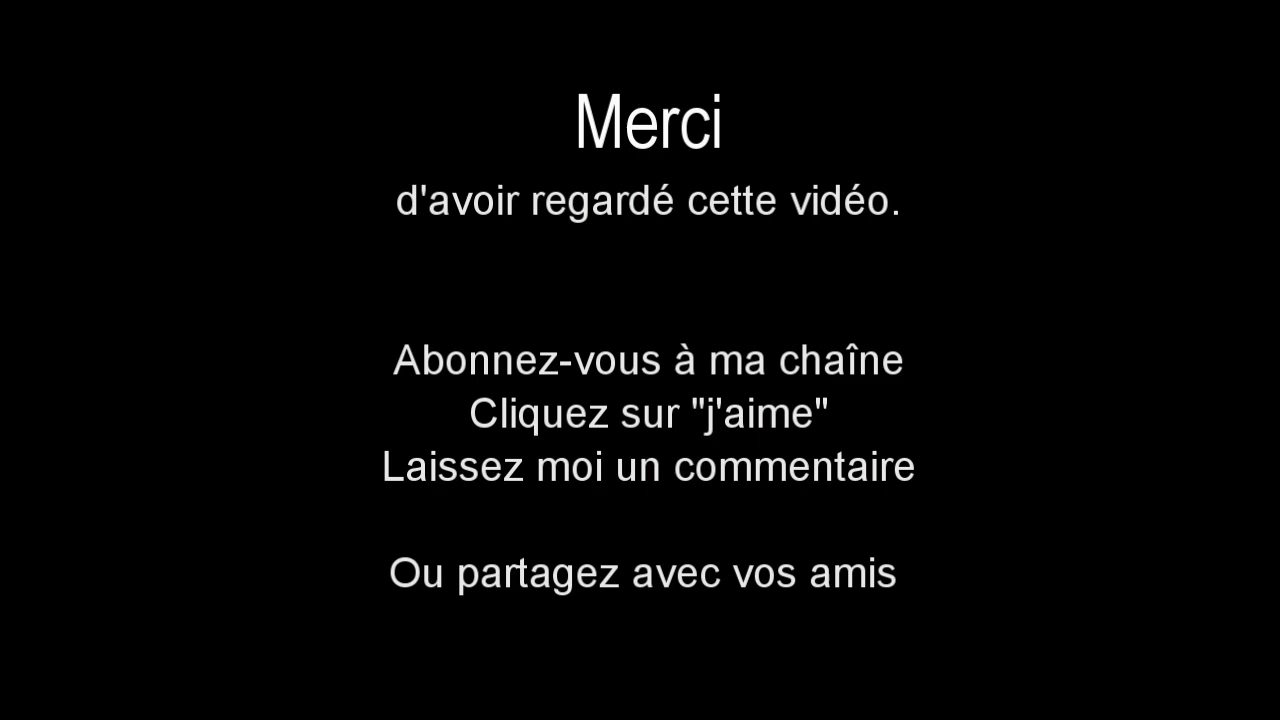 Merci
d'avoir regardé cette vidéo.
Abonnez-vous à ma chaîne
Cliquez sur "j'aime"
Laissez moi un commentaire
Ou partagez avec vos amis